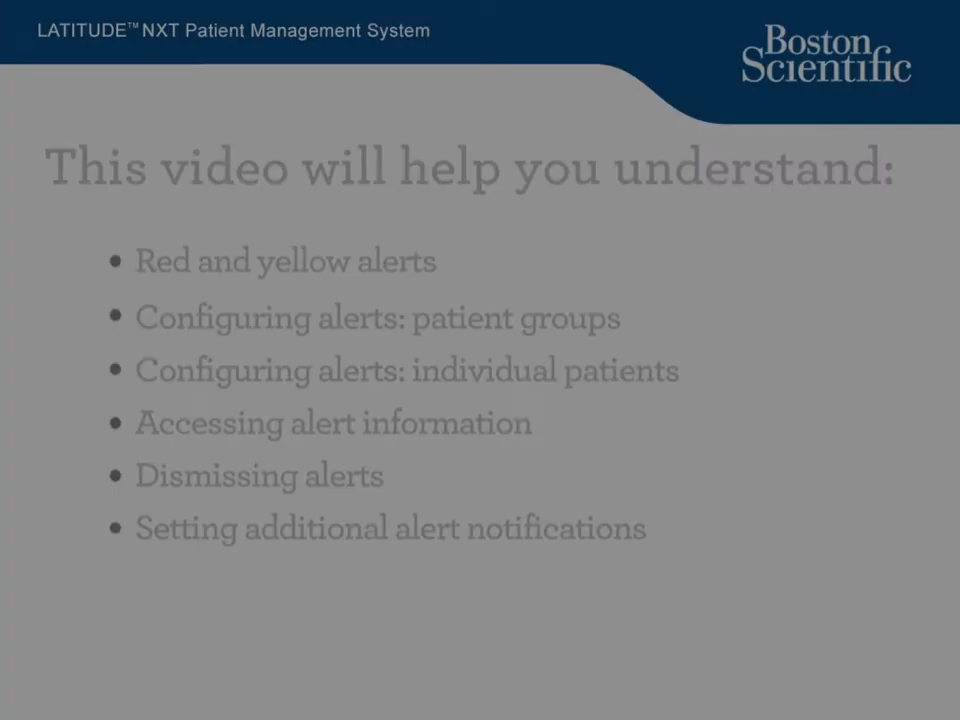 LATITUDE™ NXT Patient Management System
Boston
Scientific
This video will help you understand:
• Red and yellow alerts
• Configuring alerts: patient groups
• Configuring alerts: individual patients
• Accessing alert information
• Dismissing alerts
• Setting additional alert notifications